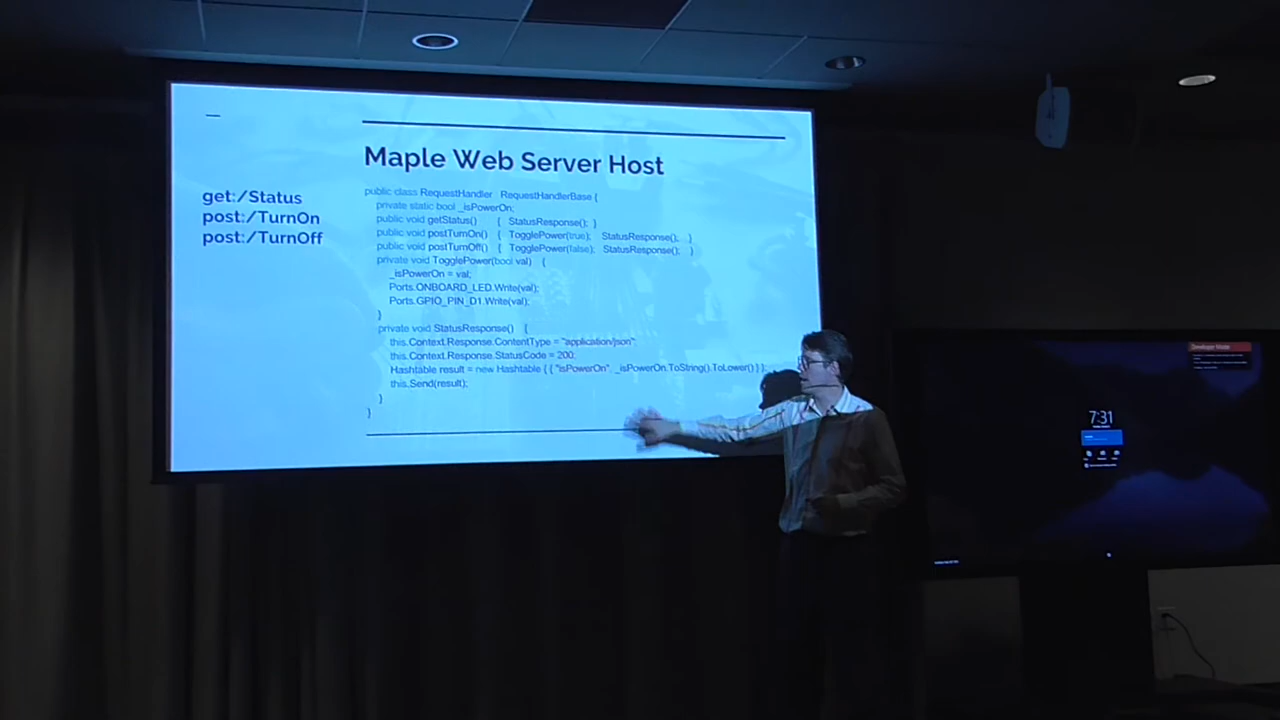 Maple Web Server Host
get:/Status
post:/TurnOn
post:/TurnOff
public class RequestHandler : RequestHandlerBase {
private static bool _isPowerOn;
public void getStatus() { StatusResponse(); }
public void postTurnOn() { TogglePower(true); StatusResponse(); }
public void postTurnOff() { TogglePower(false); StatusResponse(); }
private void TogglePower(bool val) {
_isPowerOn = val;
Ports.ONBOARD_LED.Write(val);
Ports.GPIO_PIN_D1.Write(val);
}
private void StatusResponse() {
this.Context.Response.ContentType = "application/json";
this.Context.Response.StatusCode = 200;
Hashtable result = new Hashtable { { "isPowerOn", _isPowerOn.ToString().ToLower() } };
this.Send(result);
}
}
Developer Mode
7:31